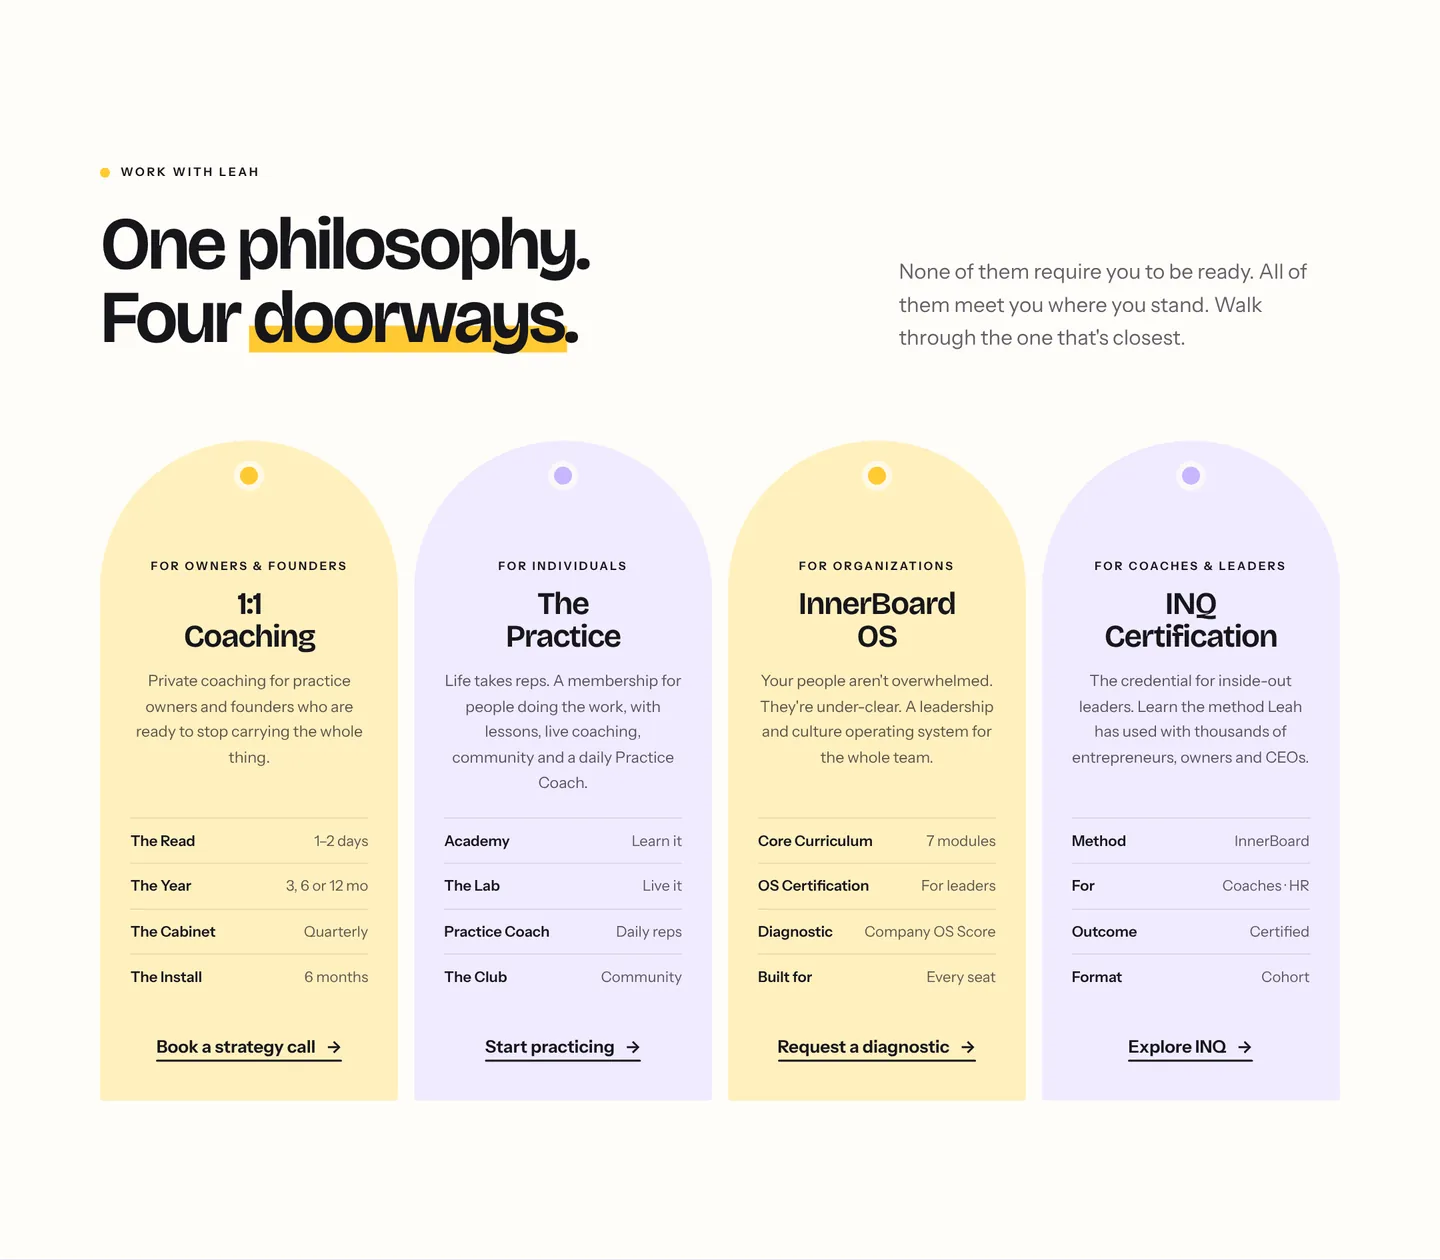 WORK WITH LEAH
One philosophy.
Four doorways.
None of them require you to be ready. All of
them meet you where you stand. Walk
through the one that's closest.
FOR OWNERS & FOUNDERS
1:1
Coaching
Private coaching for practice
owners and founders who are
ready to stop carrying the whole
thing.
The Read 1–2 days
The Year 3, 6 or 12 mo
The Cabinet Quarterly
The Install 6 months
Book a strategy call →
FOR INDIVIDUALS
The
Practice
Life takes reps. A membership for
people doing the work, with
lessons, live coaching,
community and a daily Practice
Coach.
Academy Learn it
The Lab Live it
Practice Coach Daily reps
The Club Community
Start practicing →
FOR ORGANIZATIONS
InnerBoard
OS
Your people aren't overwhelmed.
They're under-clear. A leadership
and culture operating system for
the whole team.
Core Curriculum 7 modules
OS Certification For leaders
Diagnostic Company OS Score
Built for Every seat
Request a diagnostic →
FOR COACHES & LEADERS
INQ
Certification
The credential for inside-out
leaders. Learn the method Leah
has used with thousands of
entrepreneurs, owners and CEOs.
Method InnerBoard
For Coaches · HR
Outcome Certified
Format Cohort
Explore INQ →